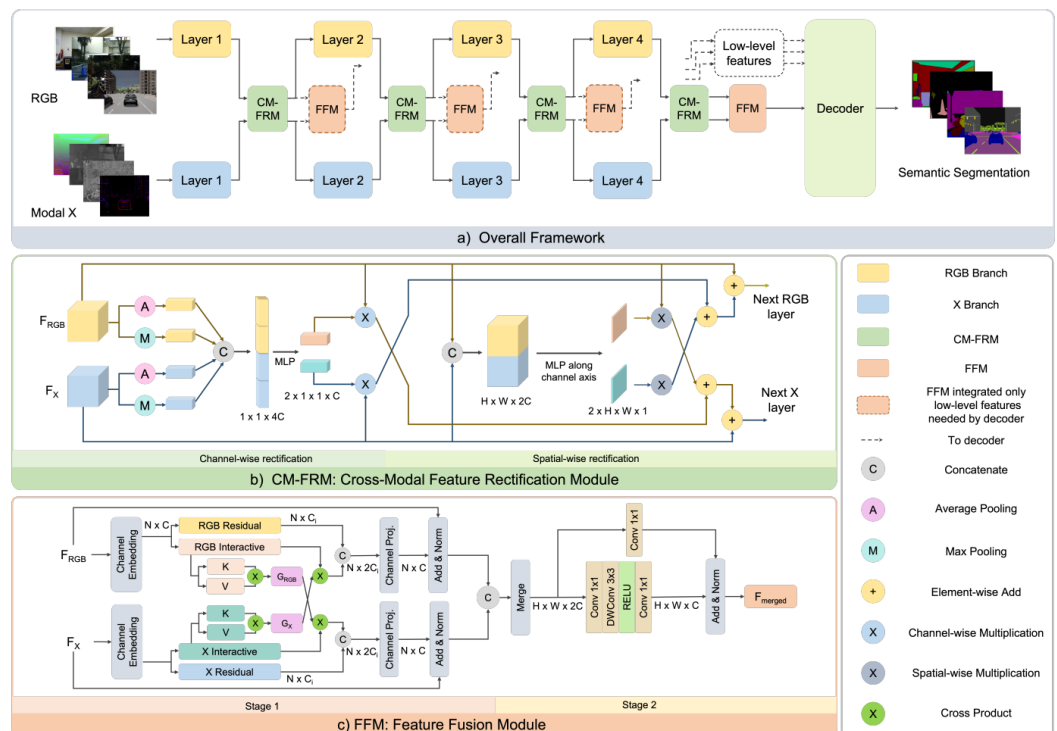 RGB
Modal X
Layer 1
Layer 2
Layer 3
Layer 4
Low-level
features
CM-
FRM
FFM
CM-
FRM
FFM
CM-
FRM
FFM
CM-
FRM
FFM
Decoder
Layer 1
Layer 2
Layer 3
Layer 4
Semantic Segmentation
a) Overall Framework
F_RGB
F_X
A
M
A
M
C
1 x 1 x 4C
MLP
2 x 1 x 1 x C
X
X
C
H x W x 2C
MLP along
channel axis
2 x H x W x 1
X
X
+
+
+
+
Next RGB
layer
Next X
layer
Channel-wise rectification
Spatial-wise rectification
b) CM-FRM: Cross-Modal Feature Rectification Module
F_RGB
F_X
Channel
Embedding
Channel
Embedding
N x C
N x C_i
RGB Residual
RGB Interactive
K
V
X
G_RGB
X
K
V
X
G_X
X
X Interactive
X Residual
N x C_i
C
N x 2C_i
C
N x 2C_i
Channel Proj.
Channel Proj.
N x C
N x C
Add & Norm
Add & Norm
C
Merge
H x W x 2C
Conv 1x1
Conv 1x1
DWConv 3x3
RELU
Conv 1x1
H x W x C
Add & Norm
F_merged
Stage 1
Stage 2
c) FFM: Feature Fusion Module
RGB Branch
X Branch
CM-FRM
FFM
FFM integrated only
low-level features
needed by decoder
To decoder
C
Concatenate
A
Average Pooling
M
Max Pooling
+
Element-wise Add
X
Channel-wise Multiplication
X
Spatial-wise Multiplication
X
Cross Product